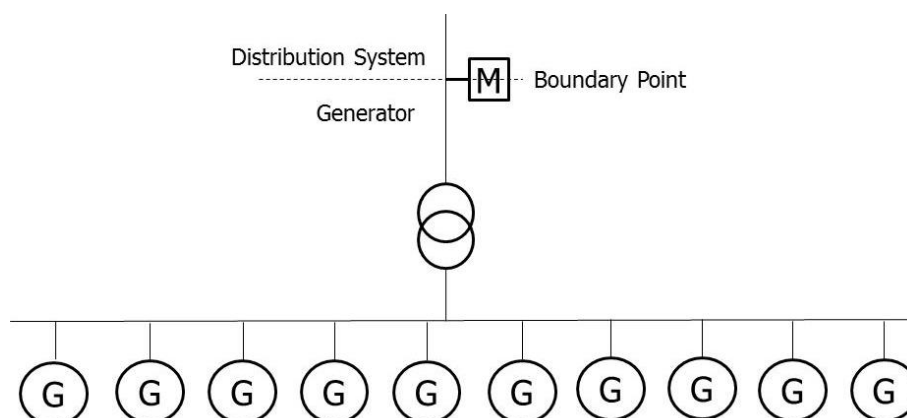 Distribution System
M
Boundary Point
Generator
G G G G G G G G G G